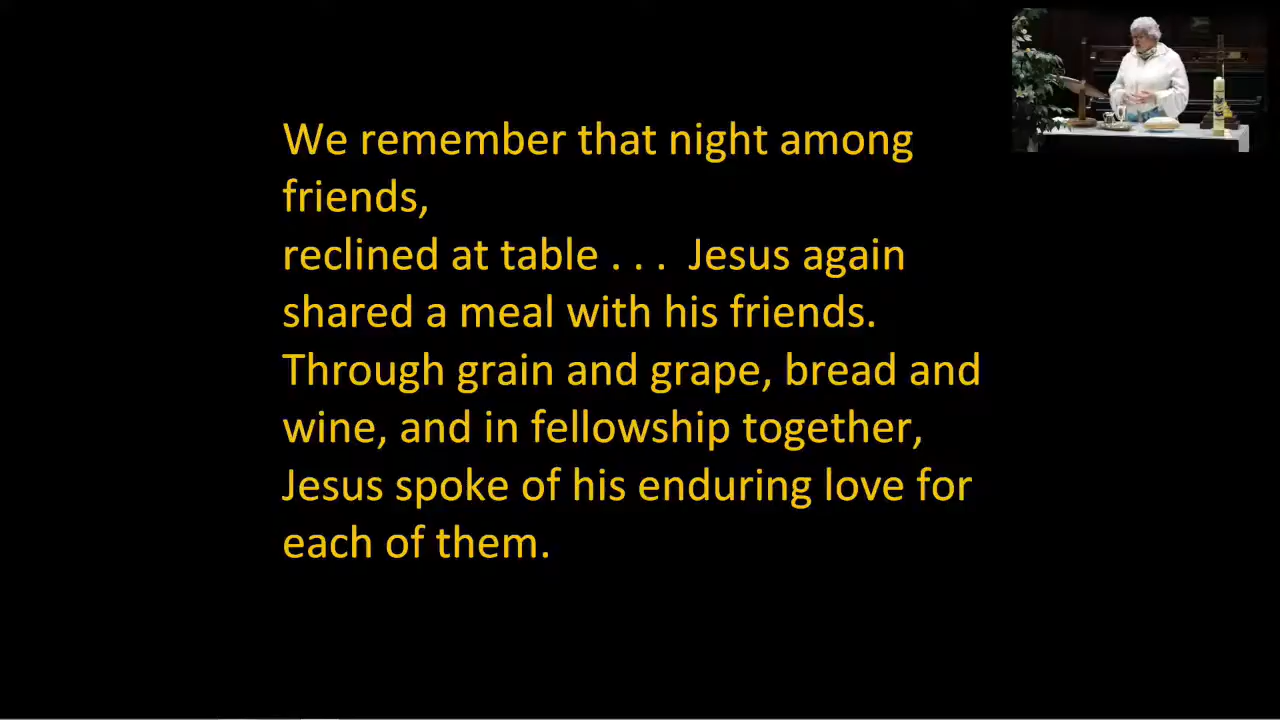 We remember that night among
friends,
reclined at table . . .  Jesus again
shared a meal with his friends.
Through grain and grape, bread and
wine, and in fellowship together,
Jesus spoke of his enduring love for
each of them.